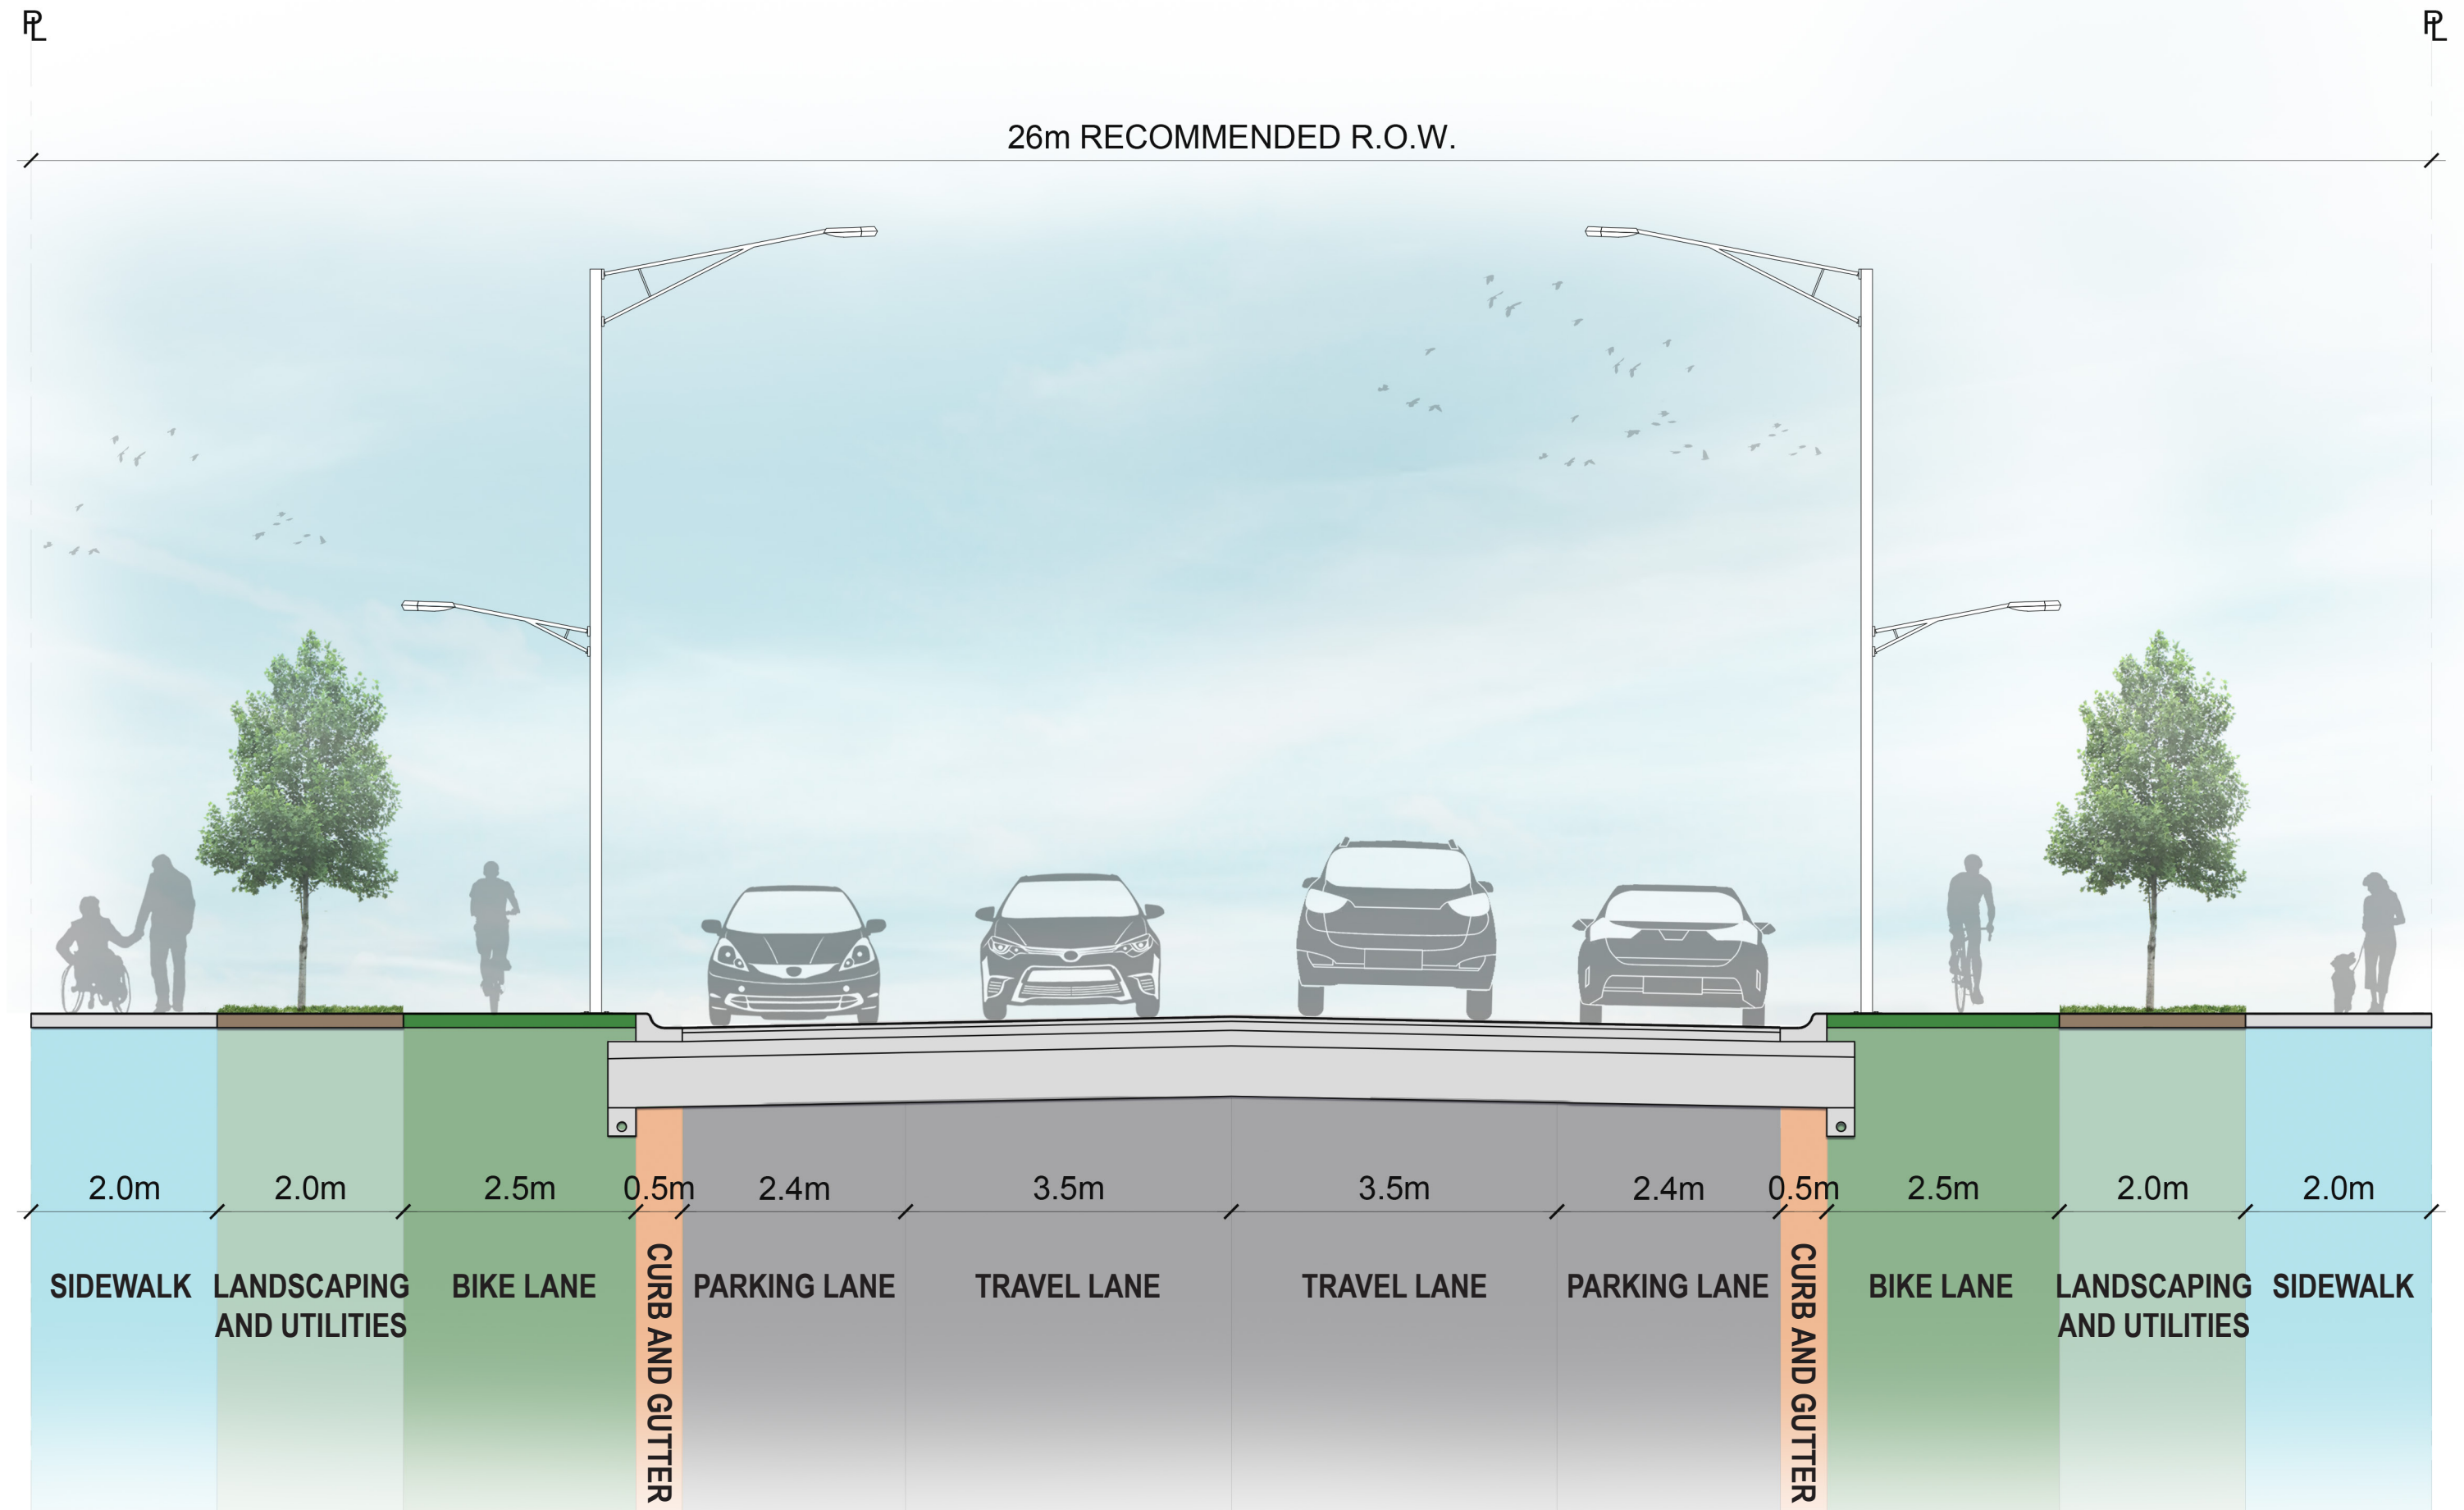 PL PL
26m RECOMMENDED R.O.W.
2.0m 2.0m 2.5m 0.5m 2.4m 3.5m 3.5m 2.4m 0.5m 2.5m 2.0m 2.0m
SIDEWALK
LANDSCAPING
AND UTILITIES
BIKE LANE
CURB AND GUTTER
PARKING LANE
TRAVEL LANE
TRAVEL LANE
PARKING LANE
CURB AND GUTTER
BIKE LANE
LANDSCAPING
AND UTILITIES
SIDEWALK